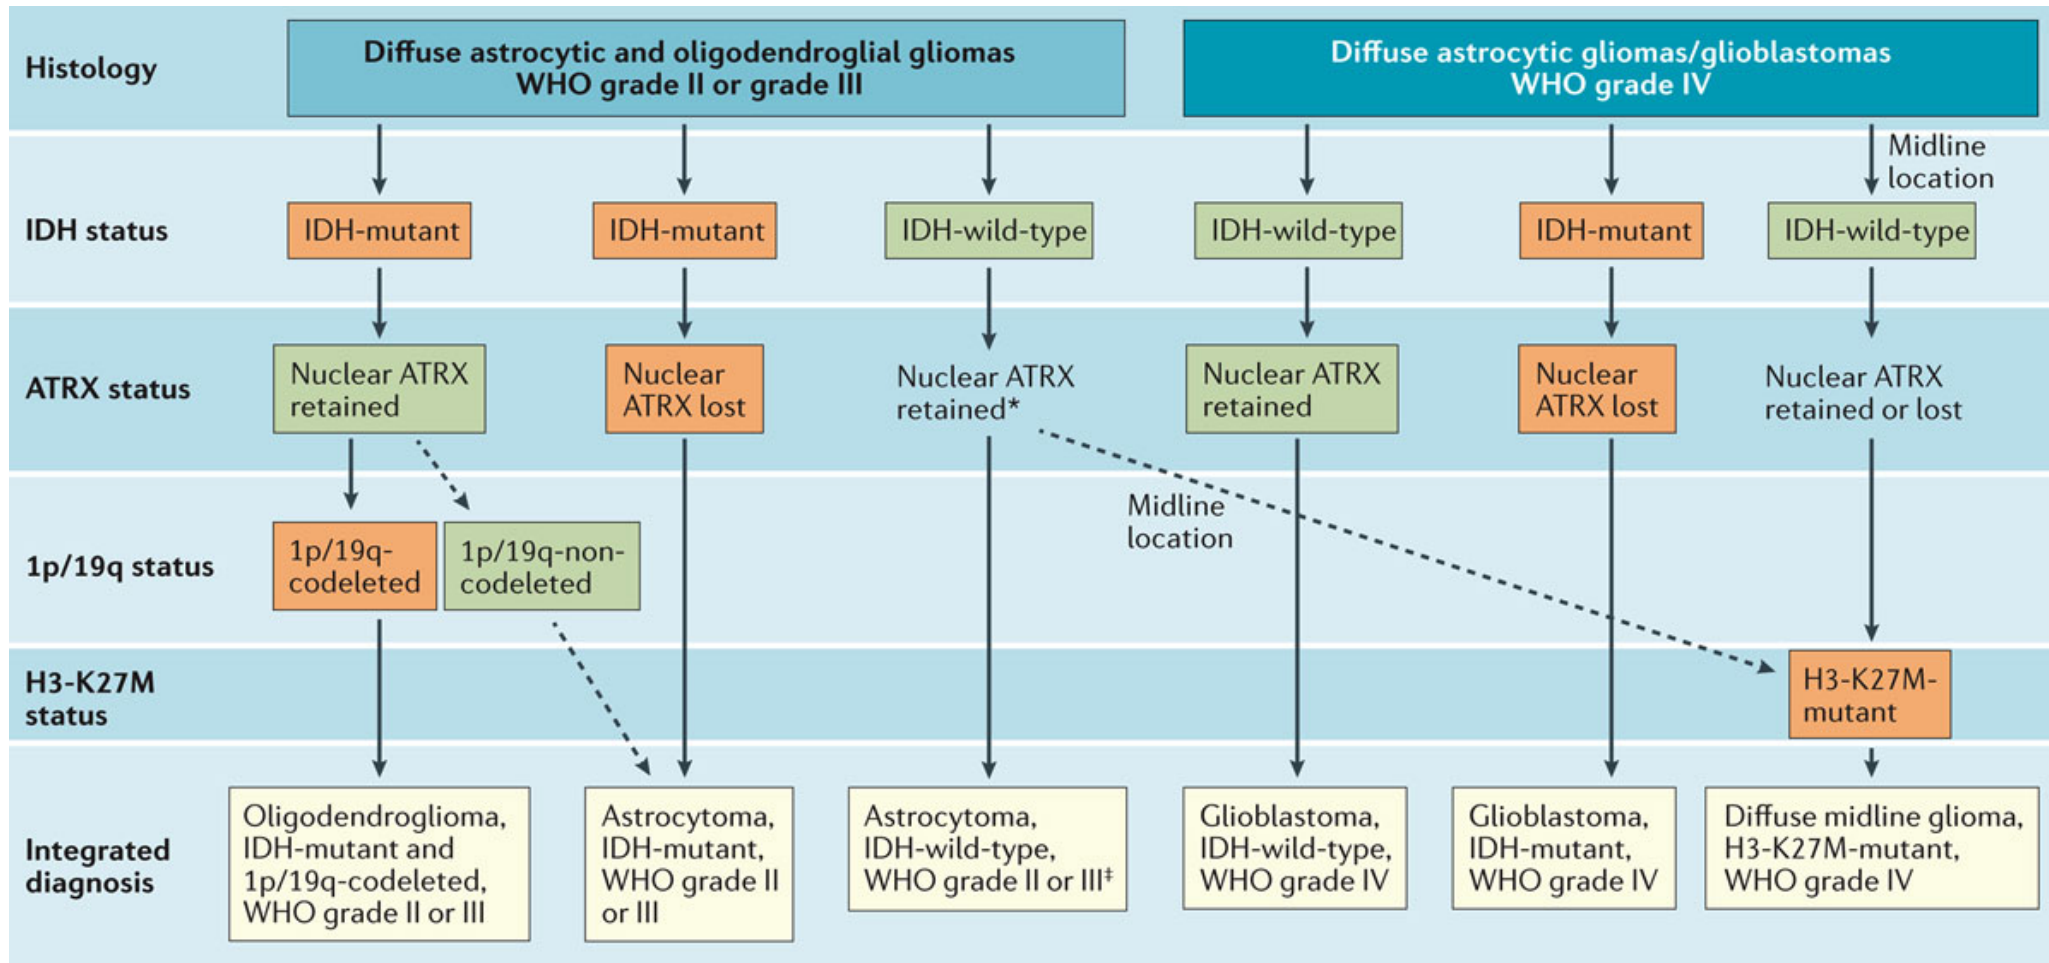 Histology
Diffuse astrocytic and oligodendroglial gliomas
WHO grade II or grade III
Diffuse astrocytic gliomas/glioblastomas
WHO grade IV
Midline
location
IDH status
IDH-mutant
IDH-mutant
IDH-wild-type
IDH-wild-type
IDH-mutant
IDH-wild-type
ATRX status
Nuclear ATRX
retained
Nuclear
ATRX lost
Nuclear ATRX
retained*
Nuclear ATRX
retained
Nuclear
ATRX lost
Nuclear ATRX
retained or lost
Midline
location
1p/19q status
1p/19q-
codeleted
1p/19q-non-
codeleted
H3-K27M
status
H3-K27M-
mutant
Integrated
diagnosis
Oligodendroglioma,
IDH-mutant and
1p/19q-codeleted,
WHO grade II or III
Astrocytoma,
IDH-mutant,
WHO grade II
or III
Astrocytoma,
IDH-wild-type,
WHO grade II or III‡
Glioblastoma,
IDH-wild-type,
WHO grade IV
Glioblastoma,
IDH-mutant,
WHO grade IV
Diffuse midline glioma,
H3-K27M-mutant,
WHO grade IV